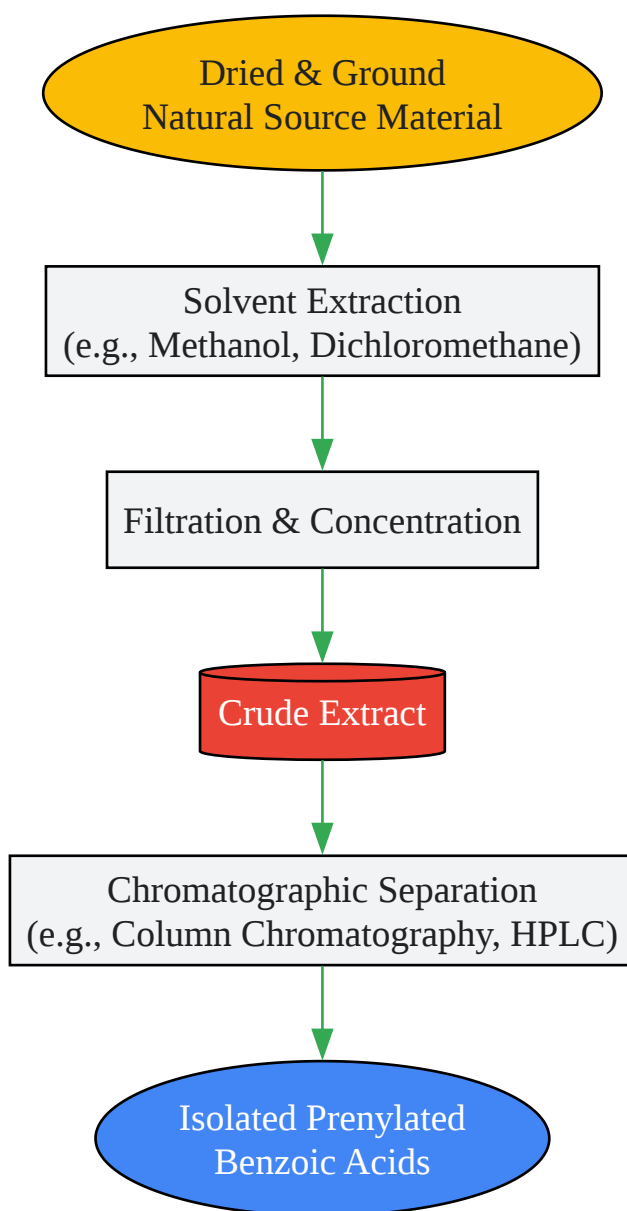 Dried & Ground
Natural Source Material
Solvent Extraction
(e.g., Methanol, Dichloromethane)
Filtration & Concentration
Crude Extract
Chromatographic Separation
(e.g., Column Chromatography, HPLC)
Isolated Prenylated
Benzoic Acids